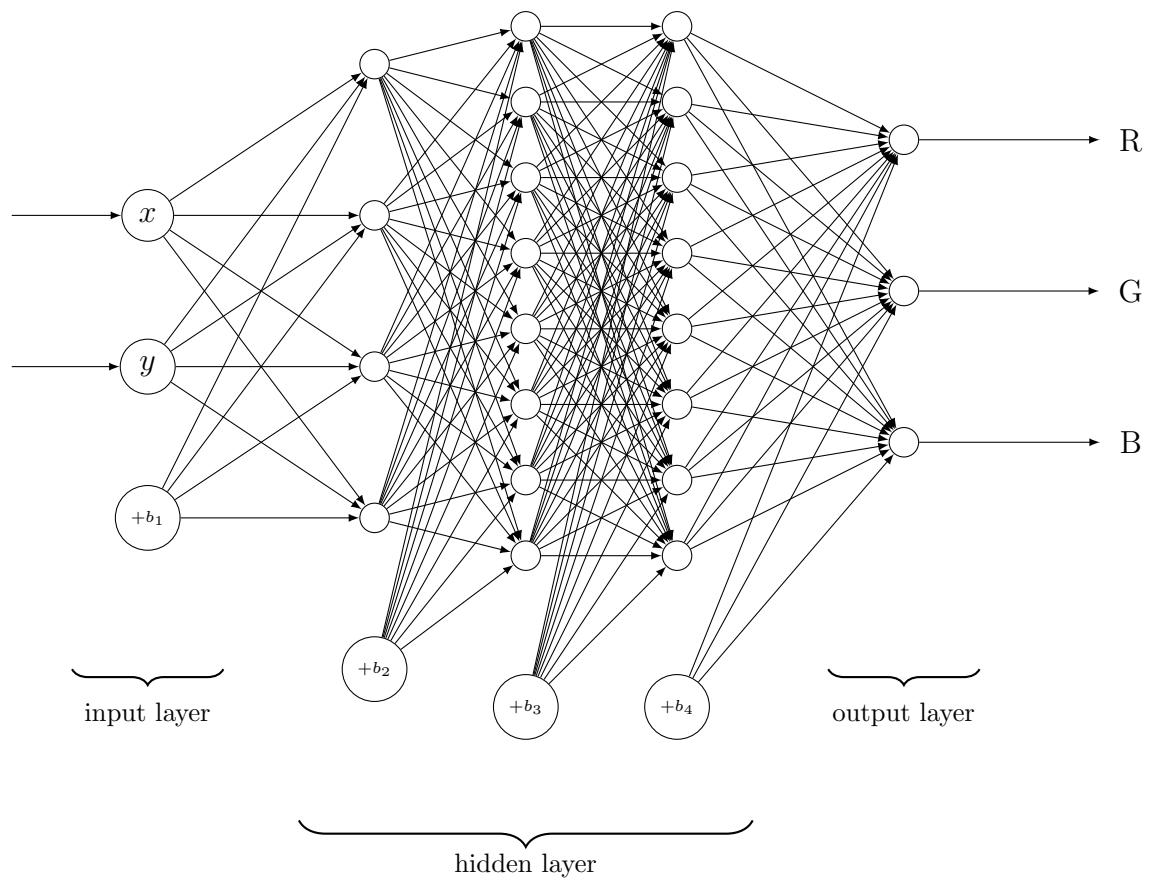 R
x
G
y
B
+b₁
+b₂
+b₃
+b₄
input layer
output layer
hidden layer